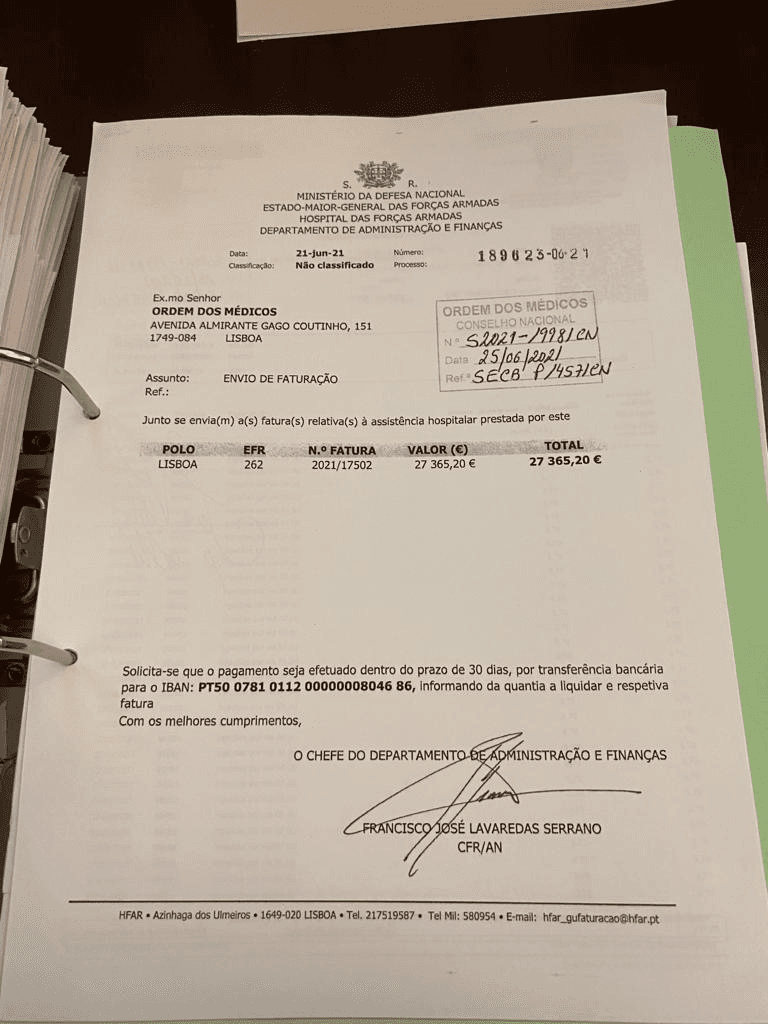 S. R.
MINISTÉRIO DA DEFESA NACIONAL
ESTADO-MAIOR-GENERAL DAS FORÇAS ARMADAS
HOSPITAL DAS FORÇAS ARMADAS
DEPARTAMENTO DE ADMINISTRAÇÃO E FINANÇAS
Data: 21-jun-21 Número: 189623-06-21
Classificação: Não classificado Processo:
Ex.mo Senhor
ORDEM DOS MÉDICOS
AVENIDA ALMIRANTE GAGO COUTINHO, 151
1749-084 LISBOA
ORDEM DOS MÉDICOS
CONSELHO NACIONAL
N.º S2021-1998/CN
Data 25/06/2021
Ref.ª SECB P/457/CN
Assunto: ENVIO DE FATURAÇÃO
Ref.:
Junto se envia(m) a(s) fatura(s) relativa(s) à assistência hospitalar prestada por este
POLO EFR N.º FATURA VALOR (€) TOTAL
LISBOA 262 2021/17502 27 365,20 € 27 365,20 €
Solicita-se que o pagamento seja efetuado dentro do prazo de 30 dias, por transferência bancária
para o IBAN: PT50 0781 0112 00000008046 86, informando da quantia a liquidar e respetiva
fatura
Com os melhores cumprimentos,
O CHEFE DO DEPARTAMENTO DE ADMINISTRAÇÃO E FINANÇAS
FRANCISCO JOSÉ LAVAREDAS SERRANO
CFR/AN
HFAR • Azinhaga dos Ulmeiros • 1649-020 LISBOA • Tel. 217519587 • Tel Mil: 580954 • E-mail: hfar_gufaturacao@hfar.pt